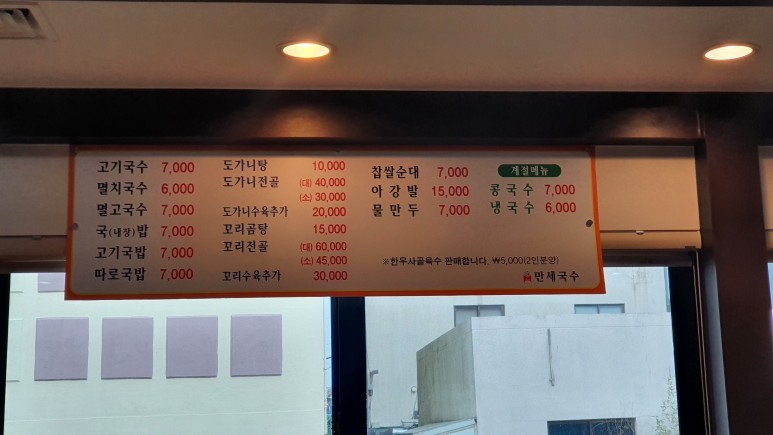 고기국수 7,000
멸치국수 6,000
멸고국수 7,000
국(내장)밥 7,000
고기국밥 7,000
따로국밥 7,000
도가니탕 10,000
도가니전골 (대) 40,000
(소) 30,000
도가니수육추가 20,000
꼬리곰탕 15,000
꼬리전골 (대) 60,000
(소) 45,000
꼬리수육추가 30,000
찹쌀순대 7,000
아강발 15,000
물만두 7,000
계절메뉴
콩국수 7,000
냉국수 6,000
※한우사골육수 판매합니다. ₩5,000(2인분양)
만제국수